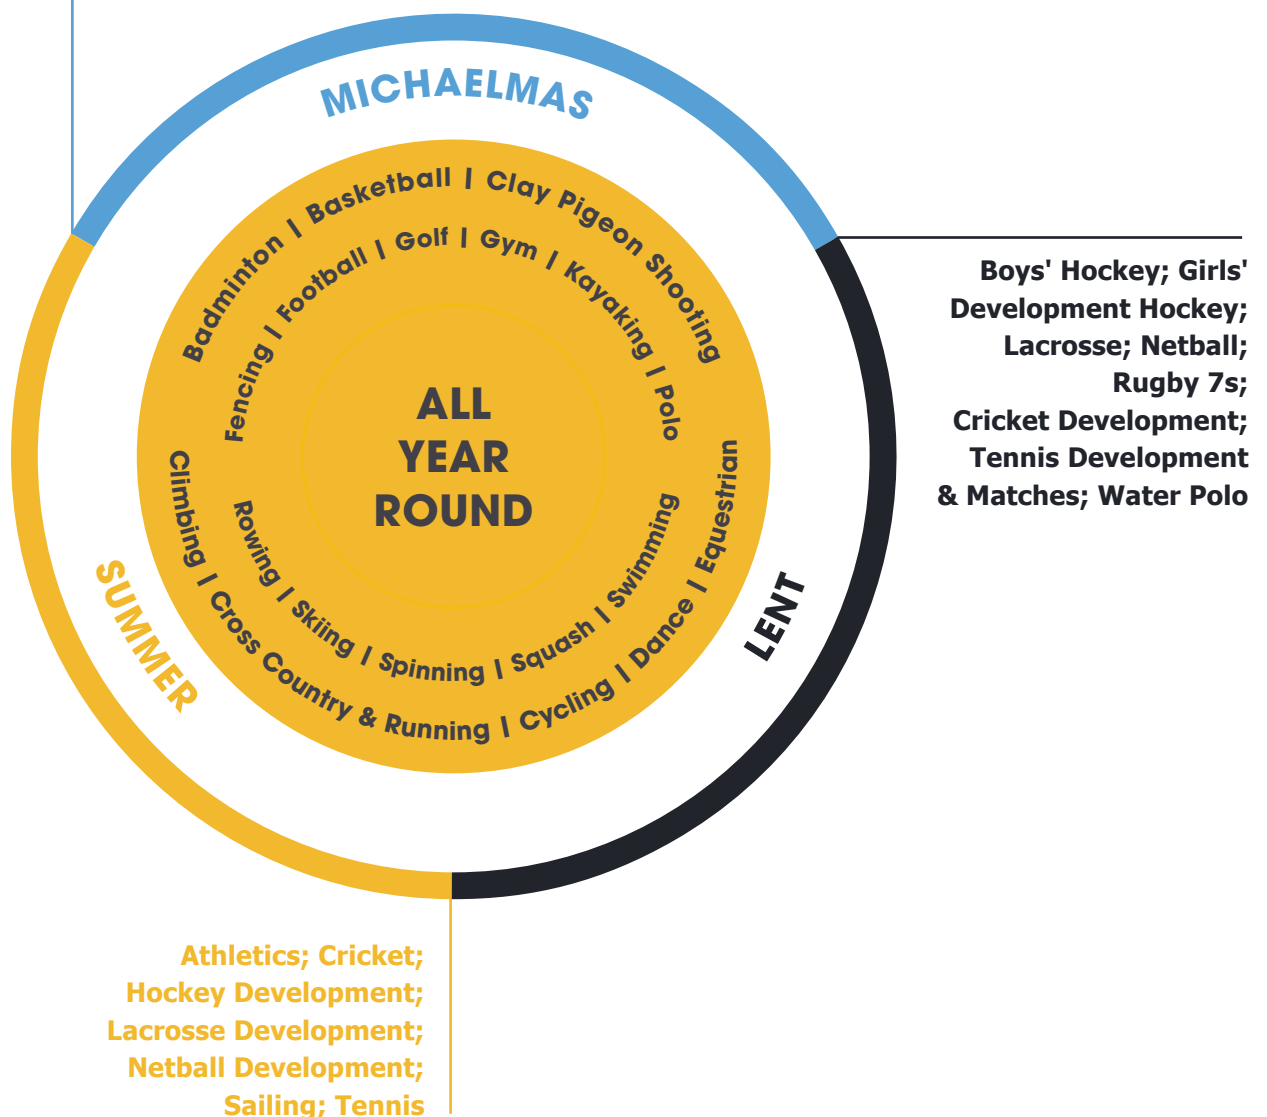 MICHAELMAS
Badminton | Basketball | Clay Pigeon Shooting
Fencing | Football | Golf | Gym | Kayaking | Polo
ALL
YEAR
ROUND
Rowing | Skiing | Spinning | Squash | Swimming
Climbing | Cross Country & Running | Cycling | Dance | Equestrian
SUMMER
LENT
Boys' Hockey; Girls'
Development Hockey;
Lacrosse; Netball;
Rugby 7s;
Cricket Development;
Tennis Development
& Matches; Water Polo
Athletics; Cricket;
Hockey Development;
Lacrosse Development;
Netball Development;
Sailing; Tennis